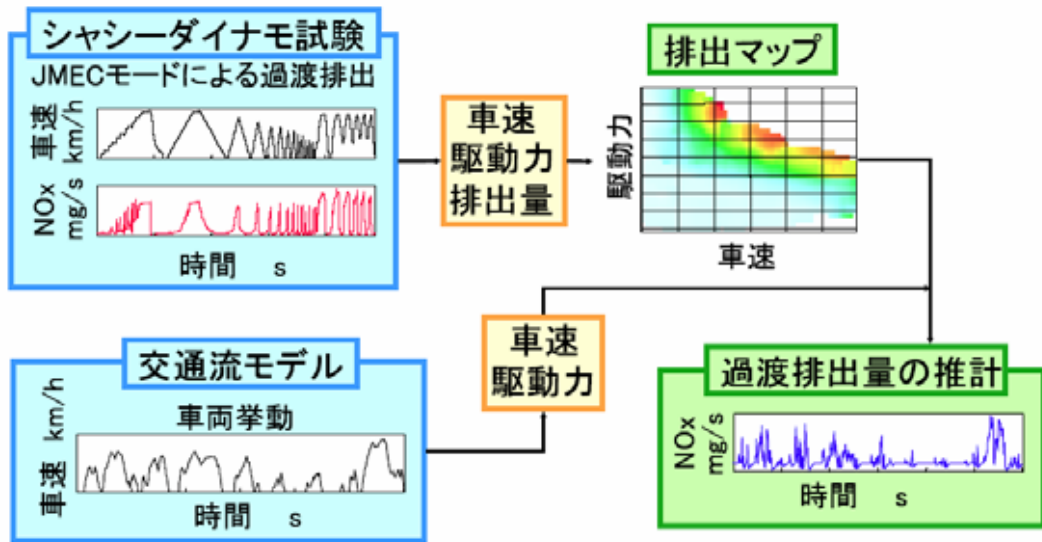 シャシーダイナモ試験
JMECモードによる過渡排出
車速
km/h
NOx
mg/s
時間 s
車速
駆動力
排出量
排出マップ
駆動力
車速
交通流モデル
車両挙動
車速 km/h
時間 s
車速
駆動力
過渡排出量の推計
NOx
mg/s
時間 s